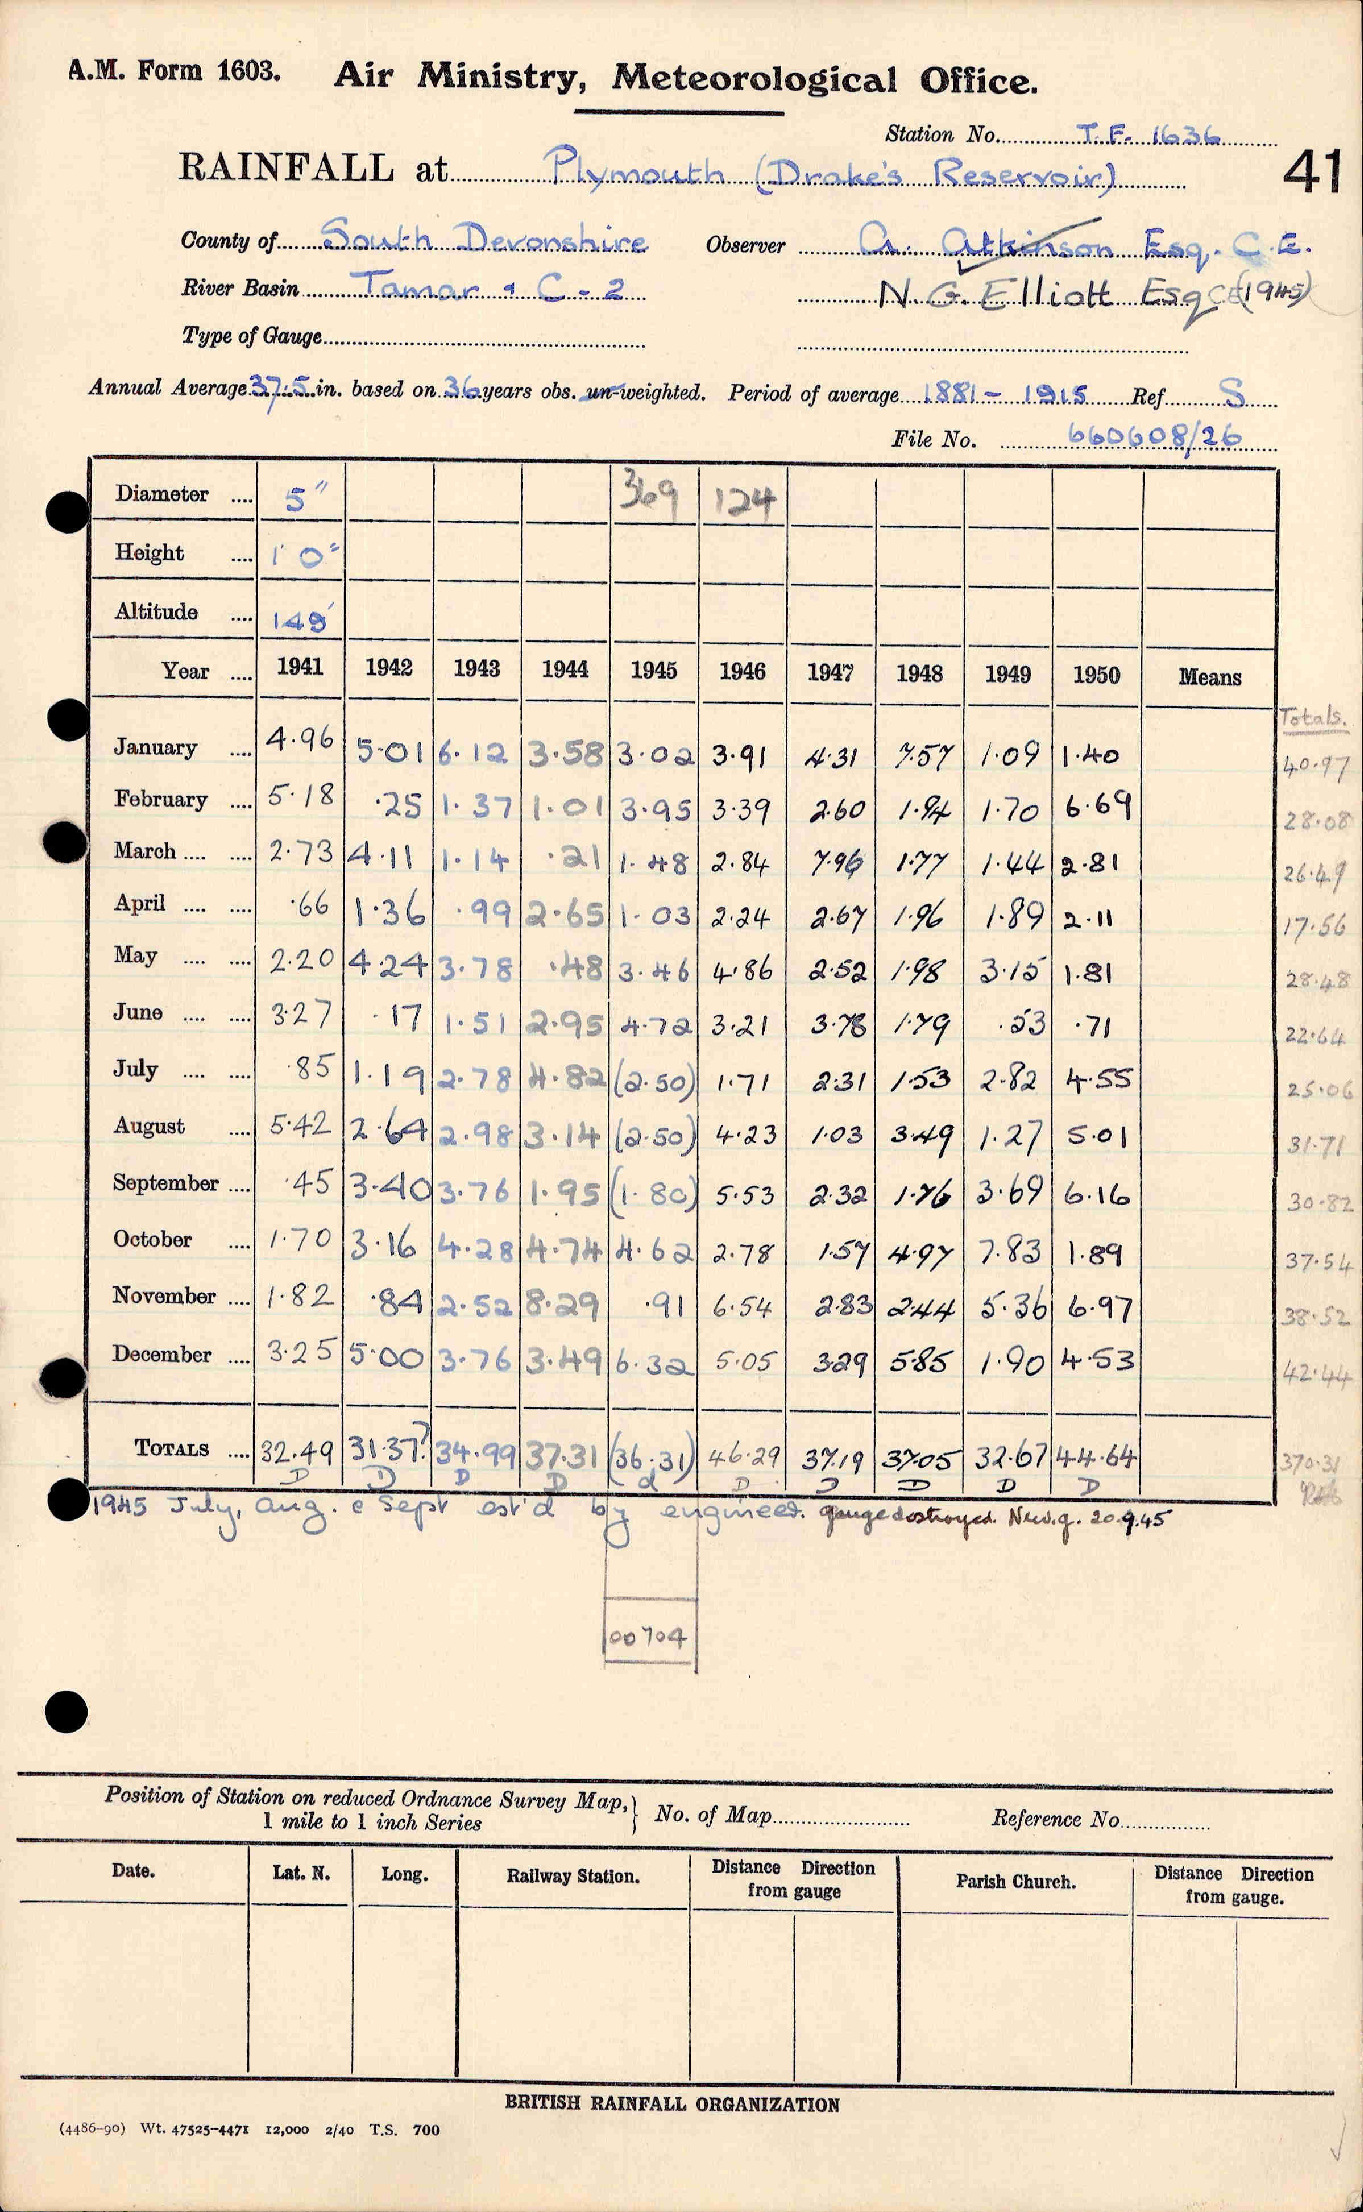 A.M. Form 1603. Air Ministry, Meteorological Office.
Station No. T.F. 1636
RAINFALL at Plymouth (Drake's Reservoir)
41
County of South Devonshire Observer A. Atkinson Esq. C.E.
River Basin Tamar & C - 2 N. G. Elliott Esq CE (1945)
Type of Gauge
Annual Average 37.5 in. based on 36 years obs. un-weighted. Period of average 1881 - 1915 Ref S
File No. 660608/26
Diameter .... 5" 369 124
Height .... 1' 0"
Altitude .... 149'
Year .... 1941 1942 1943 1944 1945 1946 1947 1948 1949 1950 Means
Totals.
January .... 4.96 5.01 6.12 3.58 3.02 3.91 4.31 7.57 1.09 1.40 40.97
February .... 5.18 .25 1.37 1.01 3.95 3.39 2.60 1.94 1.70 6.69 28.08
March .... .... 2.73 4.11 1.14 .21 1.48 2.84 7.96 1.77 1.44 2.81 26.49
April .... .... .66 1.36 .99 2.65 1.03 2.24 2.67 1.96 1.89 2.11 17.56
May .... .... 2.20 4.24 3.78 .48 3.46 4.86 2.52 1.98 3.15 1.81 28.48
June .... .... 3.27 .17 1.51 2.95 4.72 3.21 3.78 1.79 .53 .71 22.64
July .... .... .85 1.19 2.78 4.82 (2.50) 1.71 2.31 1.53 2.82 4.55 25.06
August .... 5.42 2.64 2.98 3.14 (2.50) 4.23 1.03 3.49 1.27 5.01 31.71
September .... .45 3.40 3.76 1.95 (1.80) 5.53 2.32 1.76 3.69 6.16 30.82
October .... 1.70 3.16 4.28 4.74 4.62 2.78 1.57 4.97 7.83 1.89 37.54
November .... 1.82 .84 2.52 8.29 .91 6.54 2.83 2.44 5.36 6.97 38.52
December .... 3.25 5.00 3.76 3.49 6.32 5.05 3.29 5.85 1.90 4.53 42.44
TOTALS .... 32.49 31.37? 34.99 37.31 (36.31) 46.29 37.19 37.05 32.67 44.64 370.31
D D D D d D D D D D
1945 July, Aug. & Sept est'd by engineer. gauge destroyed. New.g. 20.9.45
00704
Position of Station on reduced Ordnance Survey Map,
1 mile to 1 inch Series
No. of Map Reference No
Date. Lat. N. Long. Railway Station. Distance Direction from gauge Parish Church. Distance Direction from gauge.
BRITISH RAINFALL ORGANIZATION
(4486-90) Wt. 47525-4471 12,000 2/40 T.S. 700